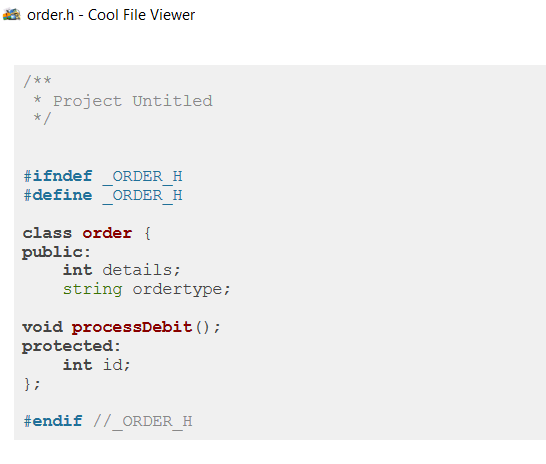 order.h - Cool File Viewer
/**
 * Project Untitled
 */
#ifndef _ORDER_H
#define _ORDER_H
class order {
public:
    int details;
    string ordertype;
void processDebit();
protected:
    int id;
};
#endif //_ORDER_H